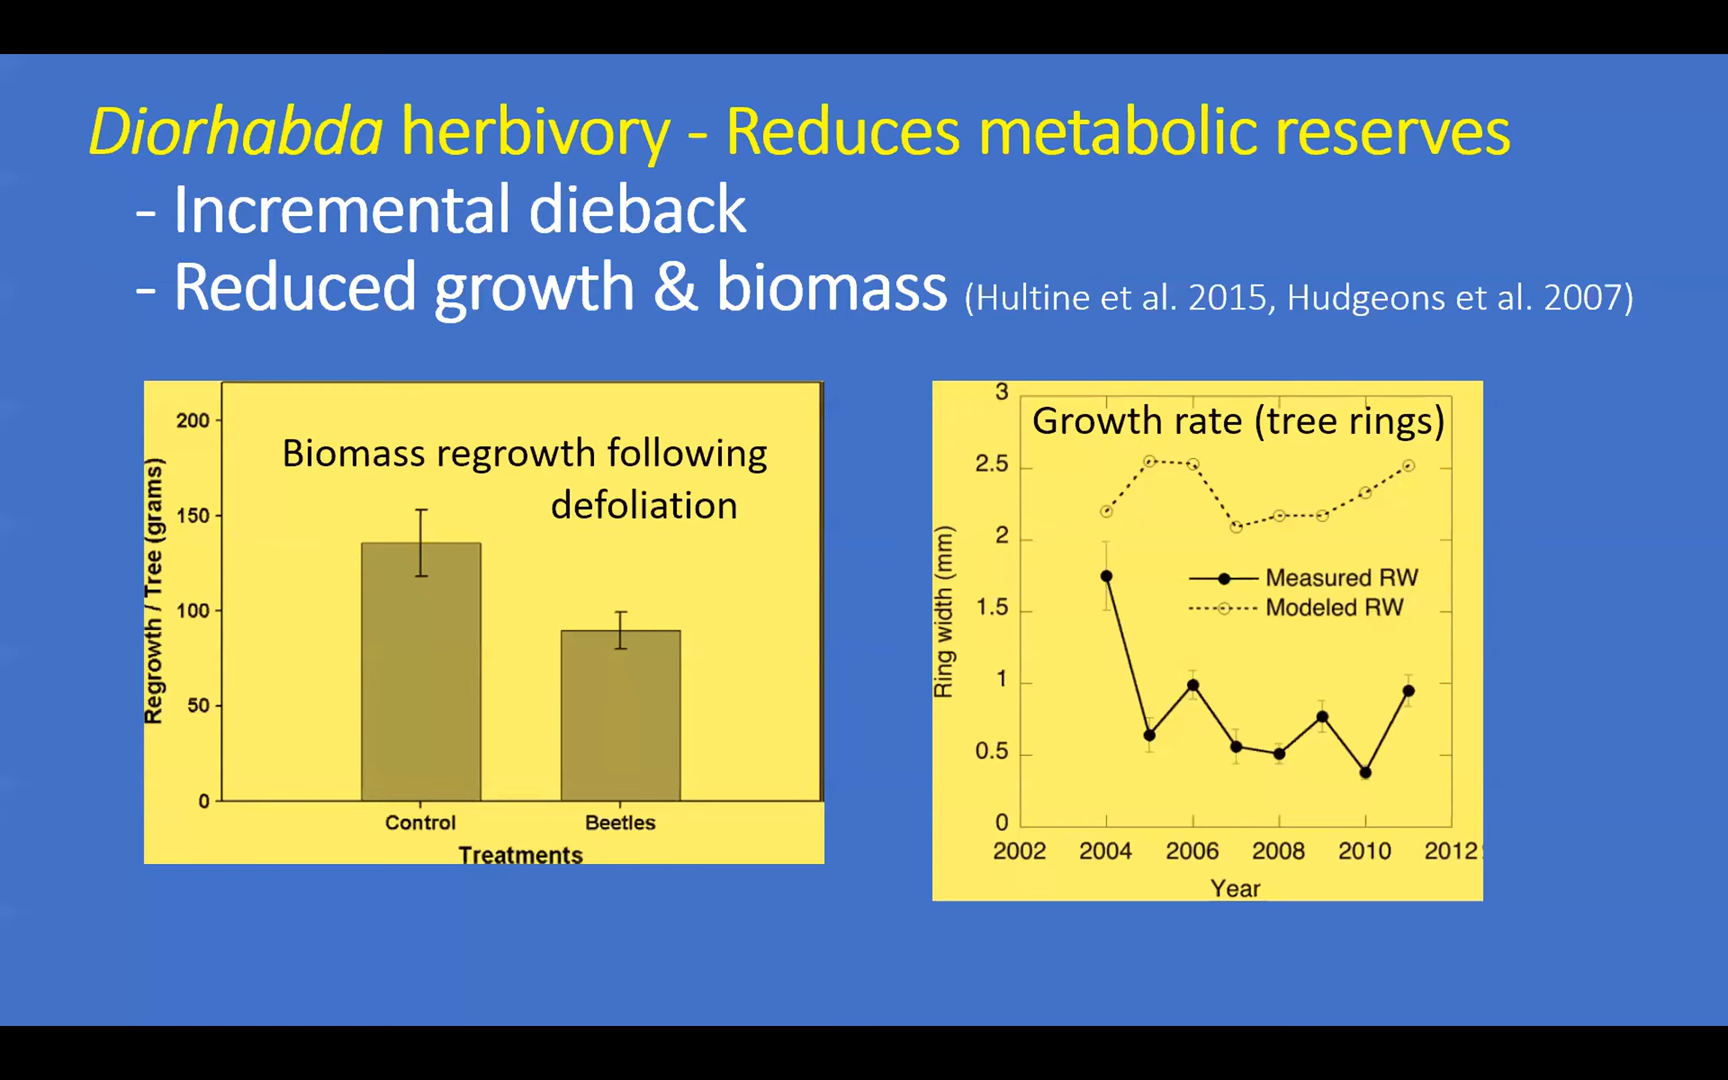 Diorhabda herbivory - Reduces metabolic reserves
- Incremental dieback
- Reduced growth & biomass (Hultine et al. 2015, Hudgeons et al. 2007)
Biomass regrowth following
defoliation
Regrowth / Tree (grams)
200
150
100
50
0
Control Beetles
Treatments
Growth rate (tree rings)
Ring width (mm)
3
2.5
2
1.5
1
0.5
0
Measured RW
Modeled RW
2002 2004 2006 2008 2010 2012
Year